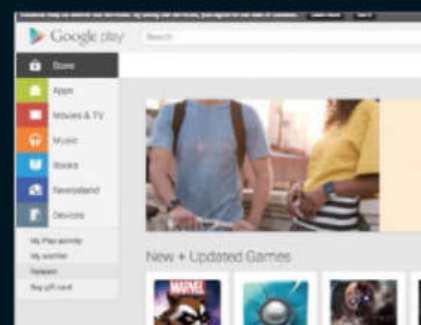 Google play
Search
Store
Apps
Movies & TV
Music
Books
Newsstand
Devices
My Play activity
My wishlist
Redeem
Buy gift card
New + Updated Games
MARVEL